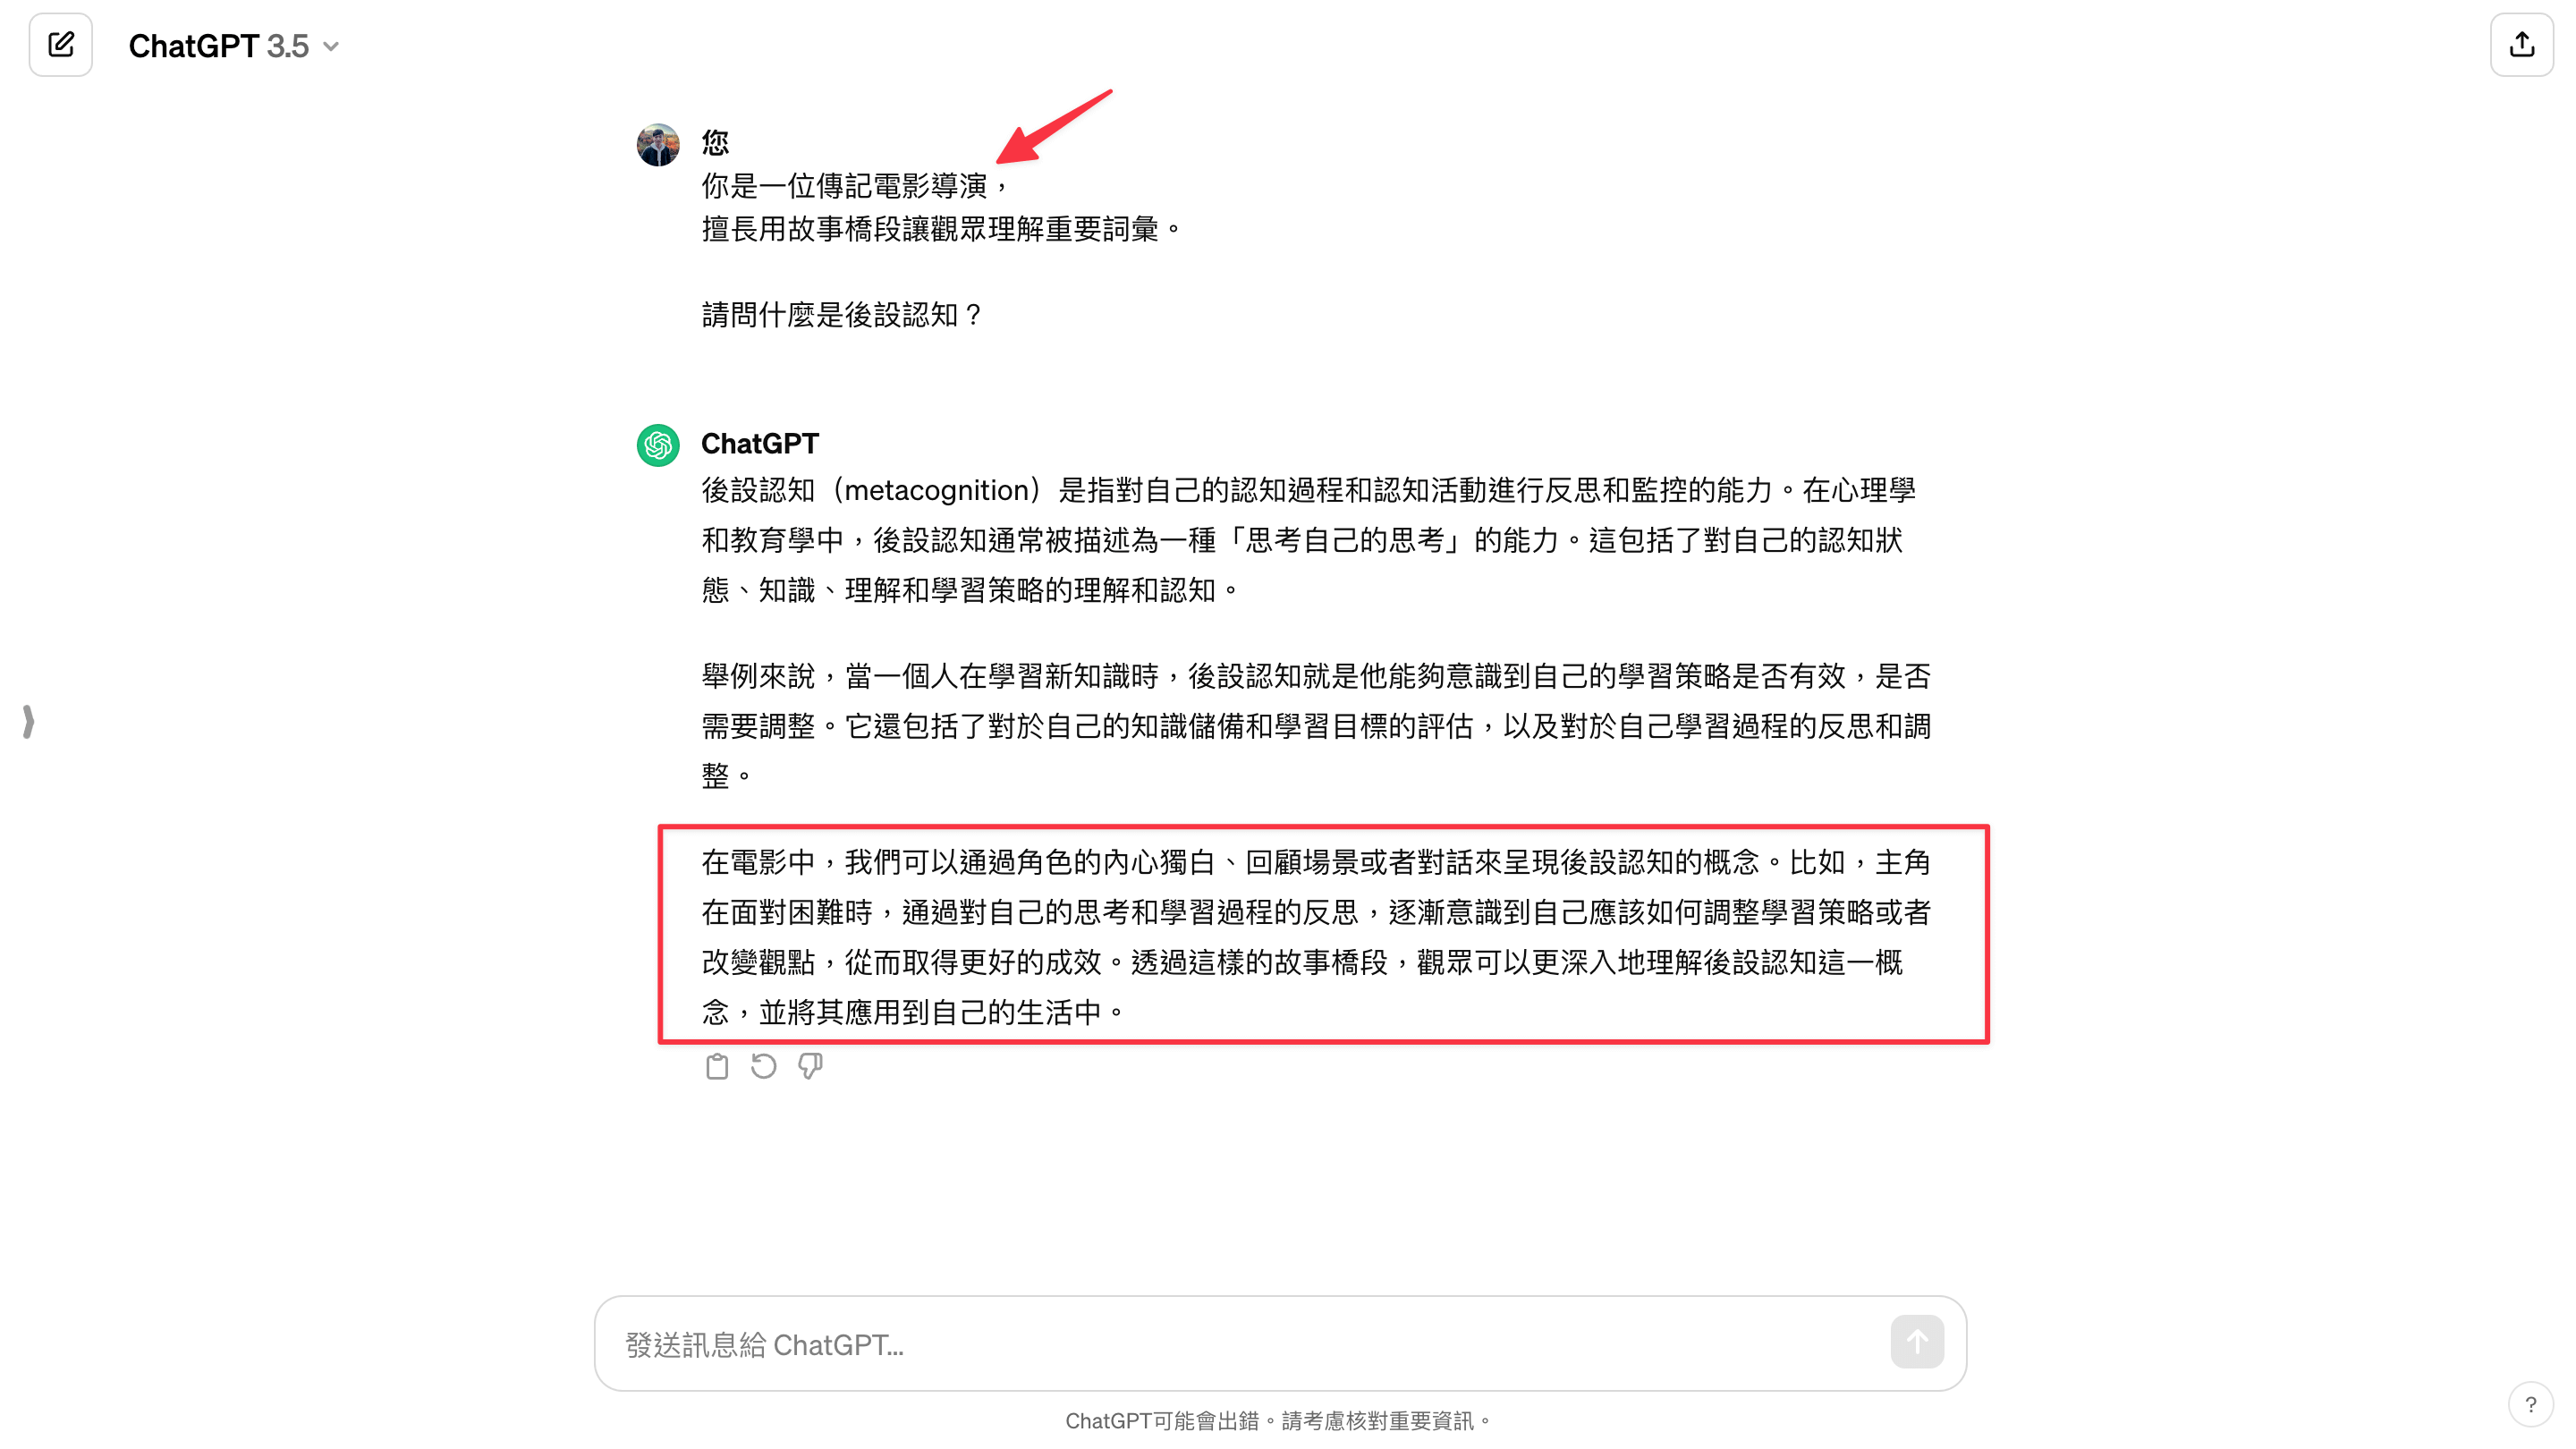 ChatGPT 3.5
您
你是一位傳記電影導演，
擅長用故事橋段讓觀眾理解重要詞彙。
請問什麼是後設認知？
ChatGPT
後設認知（metacognition）是指對自己的認知過程和認知活動進行反思和監控的能力。在心理學
和教育學中，後設認知通常被描述為一種「思考自己的思考」的能力。這包括了對自己的認知狀
態、知識、理解和學習策略的理解和認知。
舉例來說，當一個人在學習新知識時，後設認知就是他能夠意識到自己的學習策略是否有效，是否
需要調整。它還包括了對於自己的知識儲備和學習目標的評估，以及對於自己學習過程的反思和調
整。
在電影中，我們可以通過角色的內心獨白、回顧場景或者對話來呈現後設認知的概念。比如，主角
在面對困難時，通過對自己的思考和學習過程的反思，逐漸意識到自己應該如何調整學習策略或者
改變觀點，從而取得更好的成效。透過這樣的故事橋段，觀眾可以更深入地理解後設認知這一概
念，並將其應用到自己的生活中。
發送訊息給 ChatGPT...
ChatGPT可能會出錯。請考慮核對重要資訊。
?